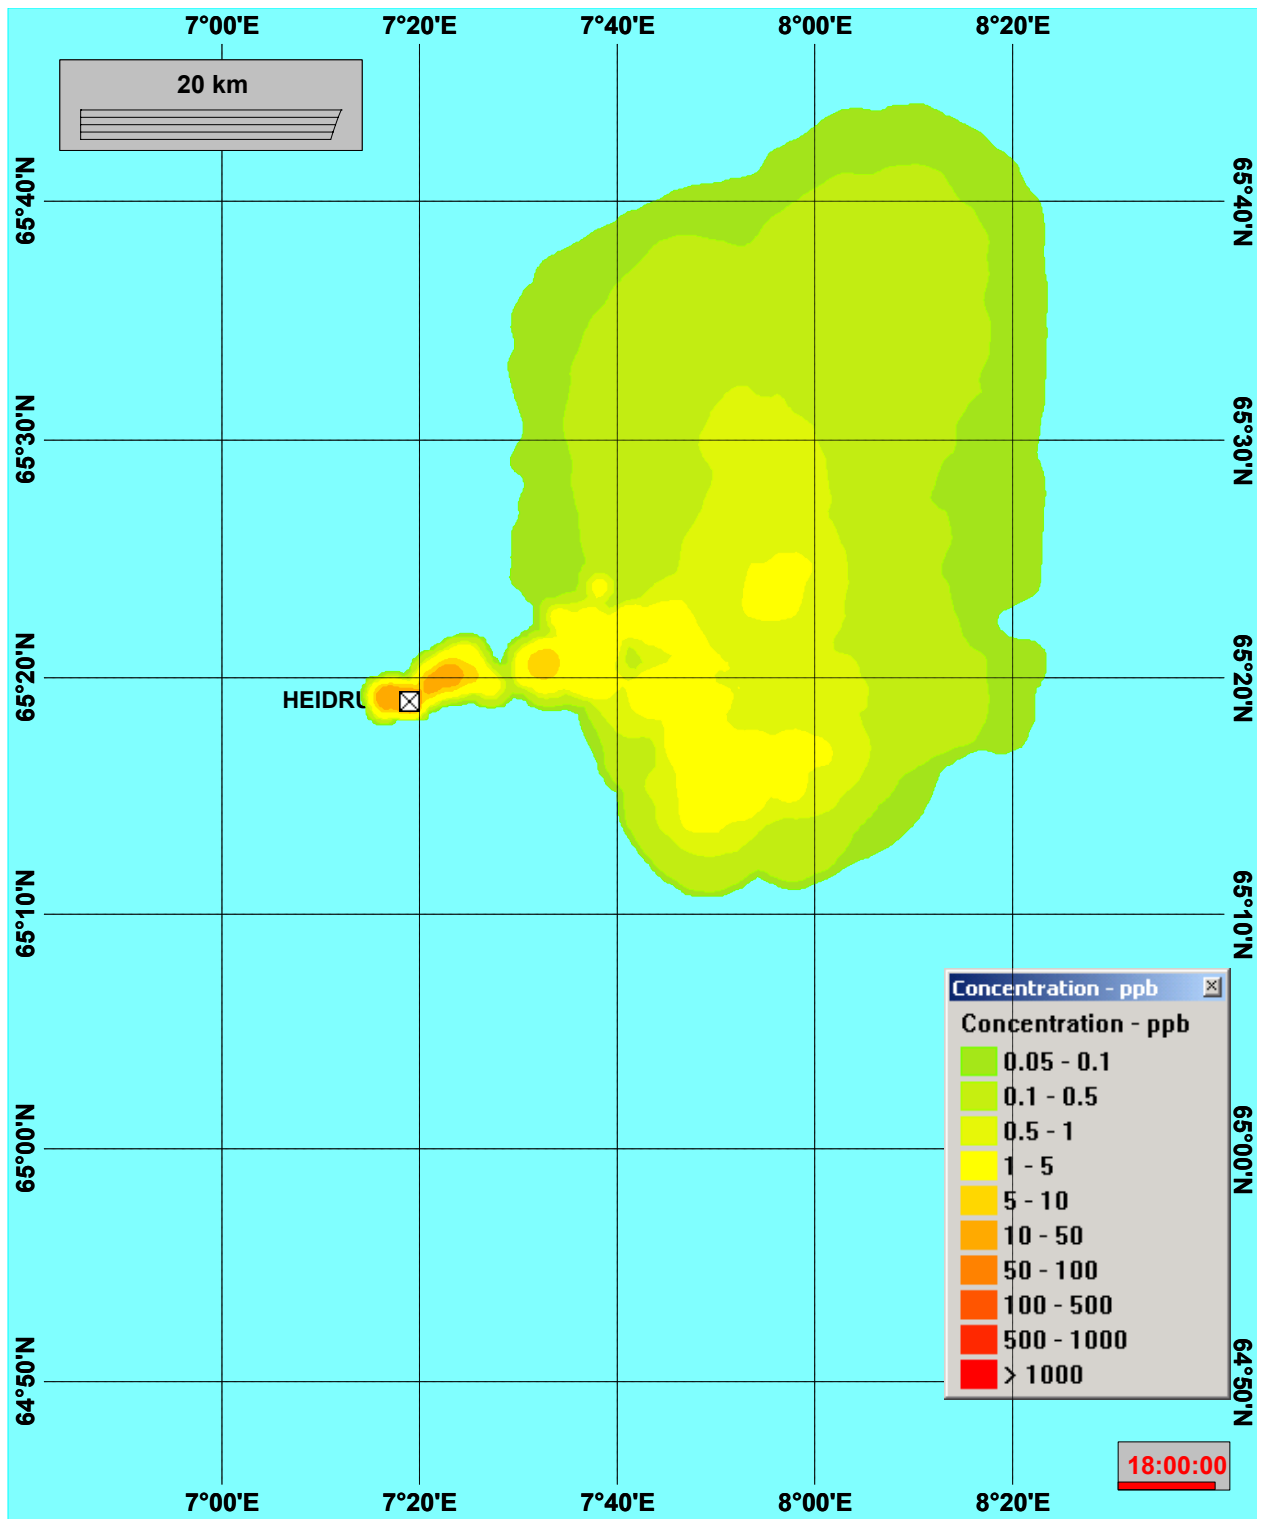 7°00'E 7°20'E 7°40'E 8°00'E 8°20'E
20 km
65°40'N 65°40'N
65°30'N 65°30'N
65°20'N 65°20'N
HEIDRU
65°10'N 65°10'N
Concentration - ppb
Concentration - ppb
0.05 - 0.1
0.1 - 0.5
0.5 - 1
1 - 5
5 - 10
10 - 50
50 - 100
100 - 500
500 - 1000
> 1000
65°00'N 65°00'N
64°50'N 64°50'N
18:00:00
7°00'E 7°20'E 7°40'E 8°00'E 8°20'E